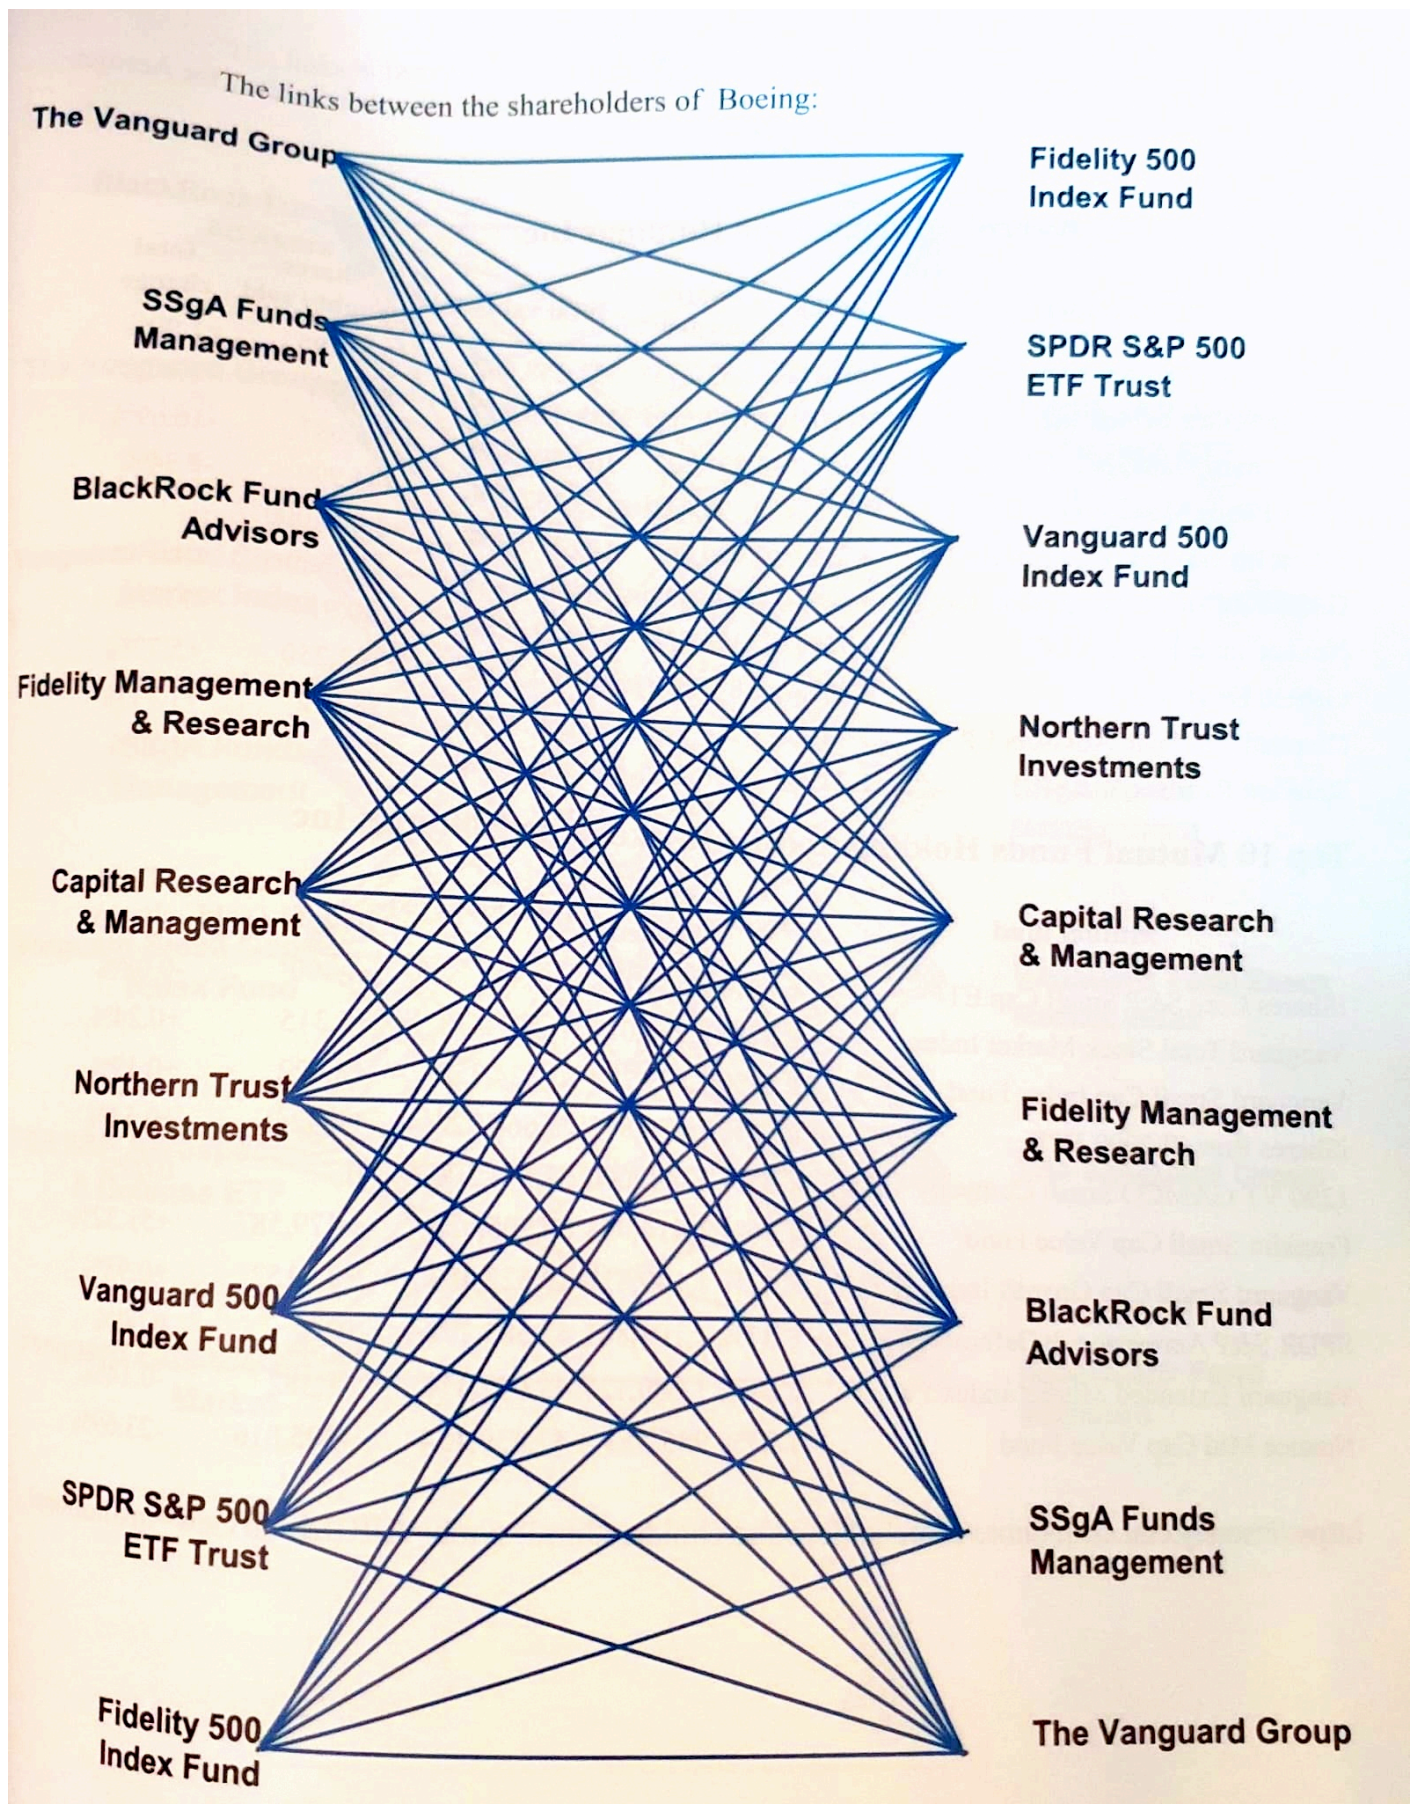 The links between the shareholders of Boeing:
The Vanguard Group
SSgA Funds
Management
BlackRock Fund
Advisors
Fidelity Management
& Research
Capital Research
& Management
Northern Trust
Investments
Vanguard 500
Index Fund
SPDR S&P 500
ETF Trust
Fidelity 500
Index Fund
Fidelity 500
Index Fund
SPDR S&P 500
ETF Trust
Vanguard 500
Index Fund
Northern Trust
Investments
Capital Research
& Management
Fidelity Management
& Research
BlackRock Fund
Advisors
SSgA Funds
Management
The Vanguard Group